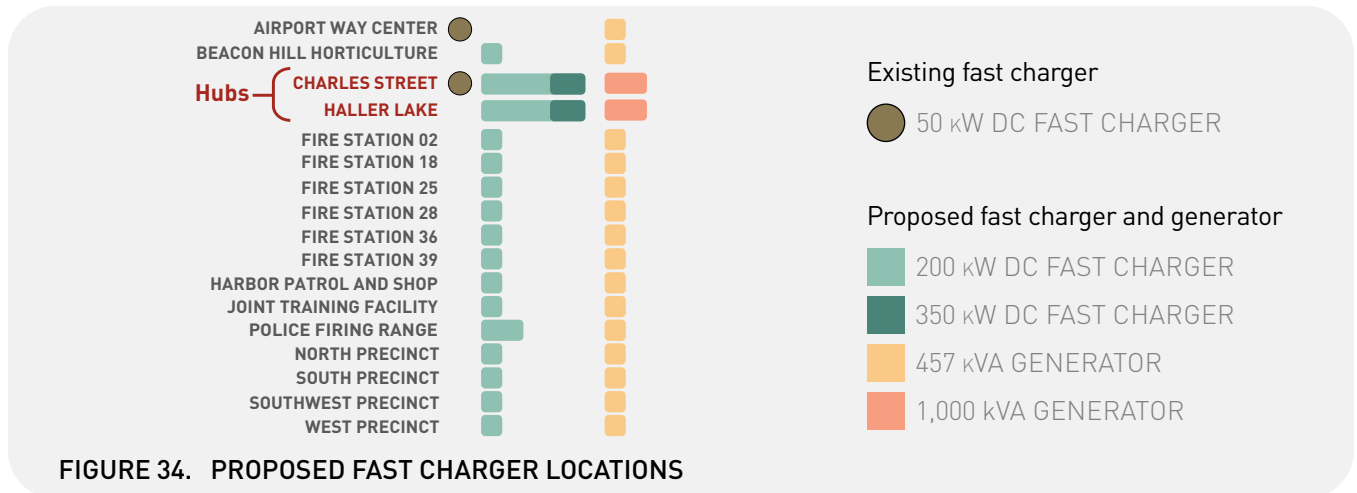 AIRPORT WAY CENTER
BEACON HILL HORTICULTURE
Hubs
CHARLES STREET
HALLER LAKE
FIRE STATION 02
FIRE STATION 18
FIRE STATION 25
FIRE STATION 28
FIRE STATION 36
FIRE STATION 39
HARBOR PATROL AND SHOP
JOINT TRAINING FACILITY
POLICE FIRING RANGE
NORTH PRECINCT
SOUTH PRECINCT
SOUTHWEST PRECINCT
WEST PRECINCT
Existing fast charger
50 KW DC FAST CHARGER
Proposed fast charger and generator
200 KW DC FAST CHARGER
350 KW DC FAST CHARGER
457 KVA GENERATOR
1,000 kVA GENERATOR
FIGURE 34. PROPOSED FAST CHARGER LOCATIONS